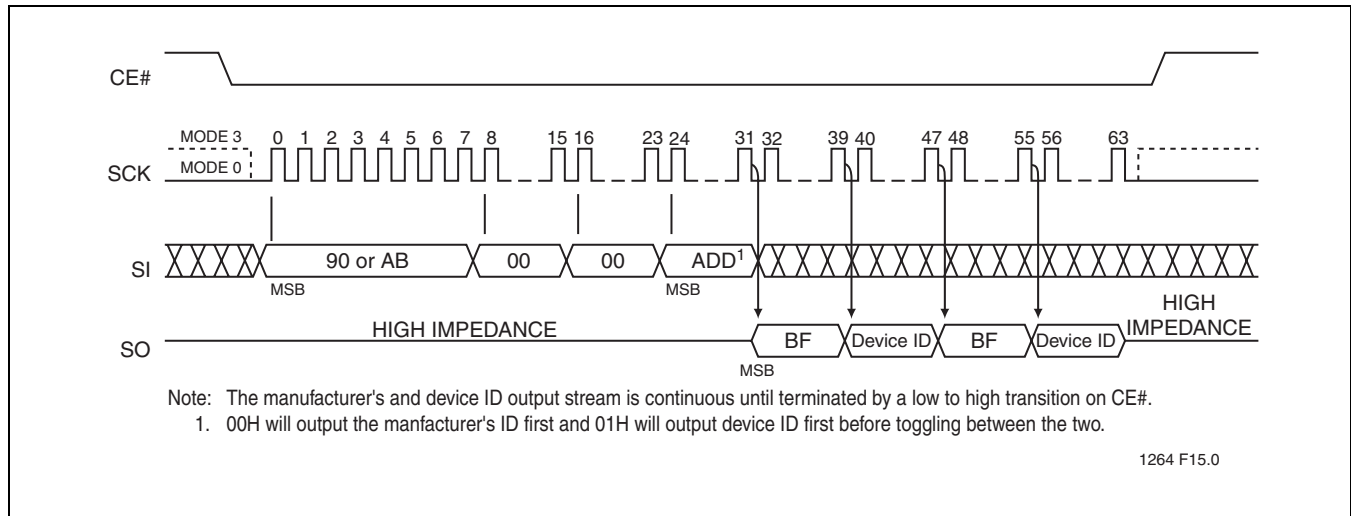 CE#
MODE 3 0 1 2 3 4 5 6 7 8 15 16 23 24 31 32 39 40 47 48 55 56 63
SCK MODE 0
SI 90 or AB 00 00 ADD1
MSB MSB
HIGH IMPEDANCE HIGH IMPEDANCE
SO BF Device ID BF Device ID
MSB
Note: The manufacturer's and device ID output stream is continuous until terminated by a low to high transition on CE#.
1. 00H will output the manfacturer's ID first and 01H will output device ID first before toggling between the two.
1264 F15.0